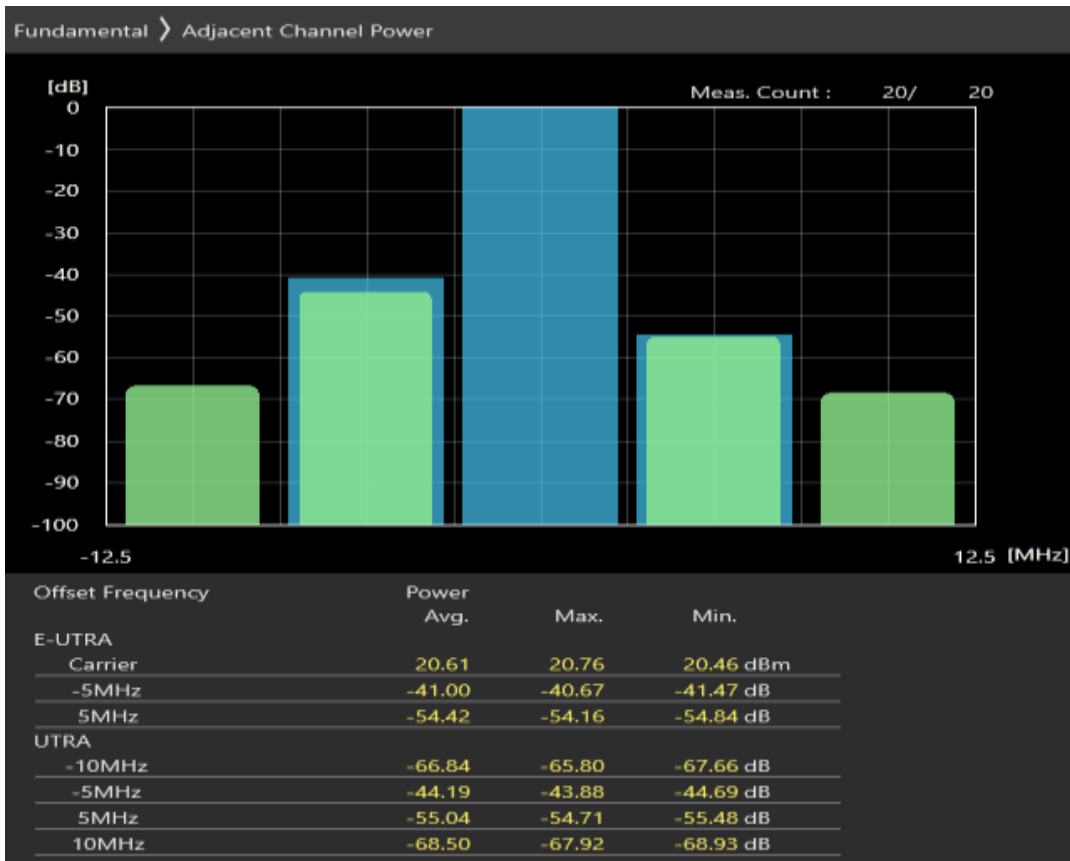 Fundamental 〉 Adjacent Channel Power
[dB]
Meas. Count : 20/ 20
0
-10
-20
-30
-40
-50
-60
-70
-80
-90
-100
-12.5 12.5 [MHz]
Offset Frequency Power
Avg. Max. Min.
E-UTRA
Carrier 20.61 20.76 20.46 dBm
-5MHz -41.00 -40.67 -41.47 dB
5MHz -54.42 -54.16 -54.84 dB
UTRA
-10MHz -66.84 -65.80 -67.66 dB
-5MHz -44.19 -43.88 -44.69 dB
5MHz -55.04 -54.71 -55.48 dB
10MHz -68.50 -67.92 -68.93 dB